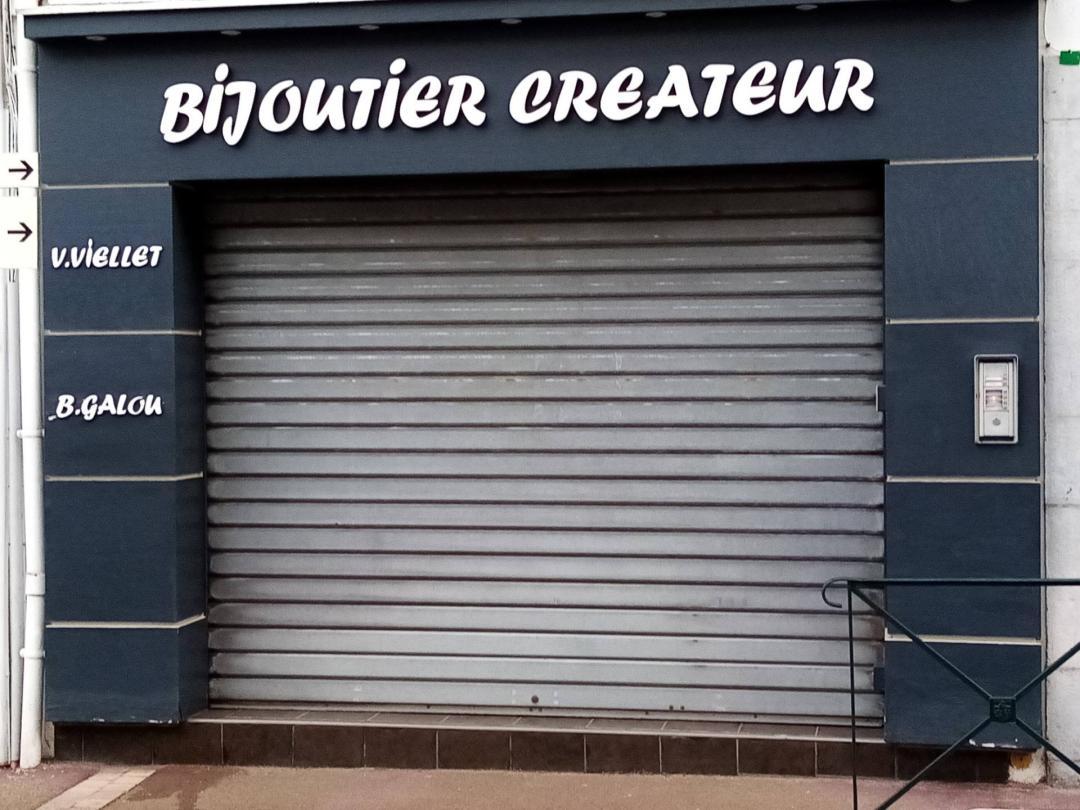 BIJOUTIER CREATEUR
→
→
V.VIELLET
B.GALOU